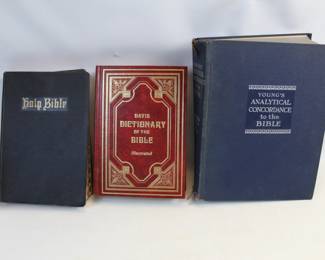 Holy Bible
DAVIS
DICTIONARY
OF THE
BIBLE
Illustrated
YOUNG'S
ANALYTICAL
CONCORDANCE
to the
BIBLE